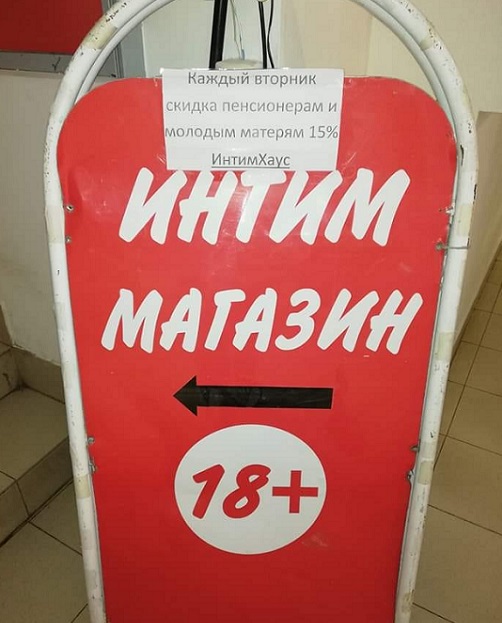 Каждый вторник
скидка пенсионерам и
молодым матерям 15%
ИнтимХаус
ИНТИМ
МАГАЗИН
18+